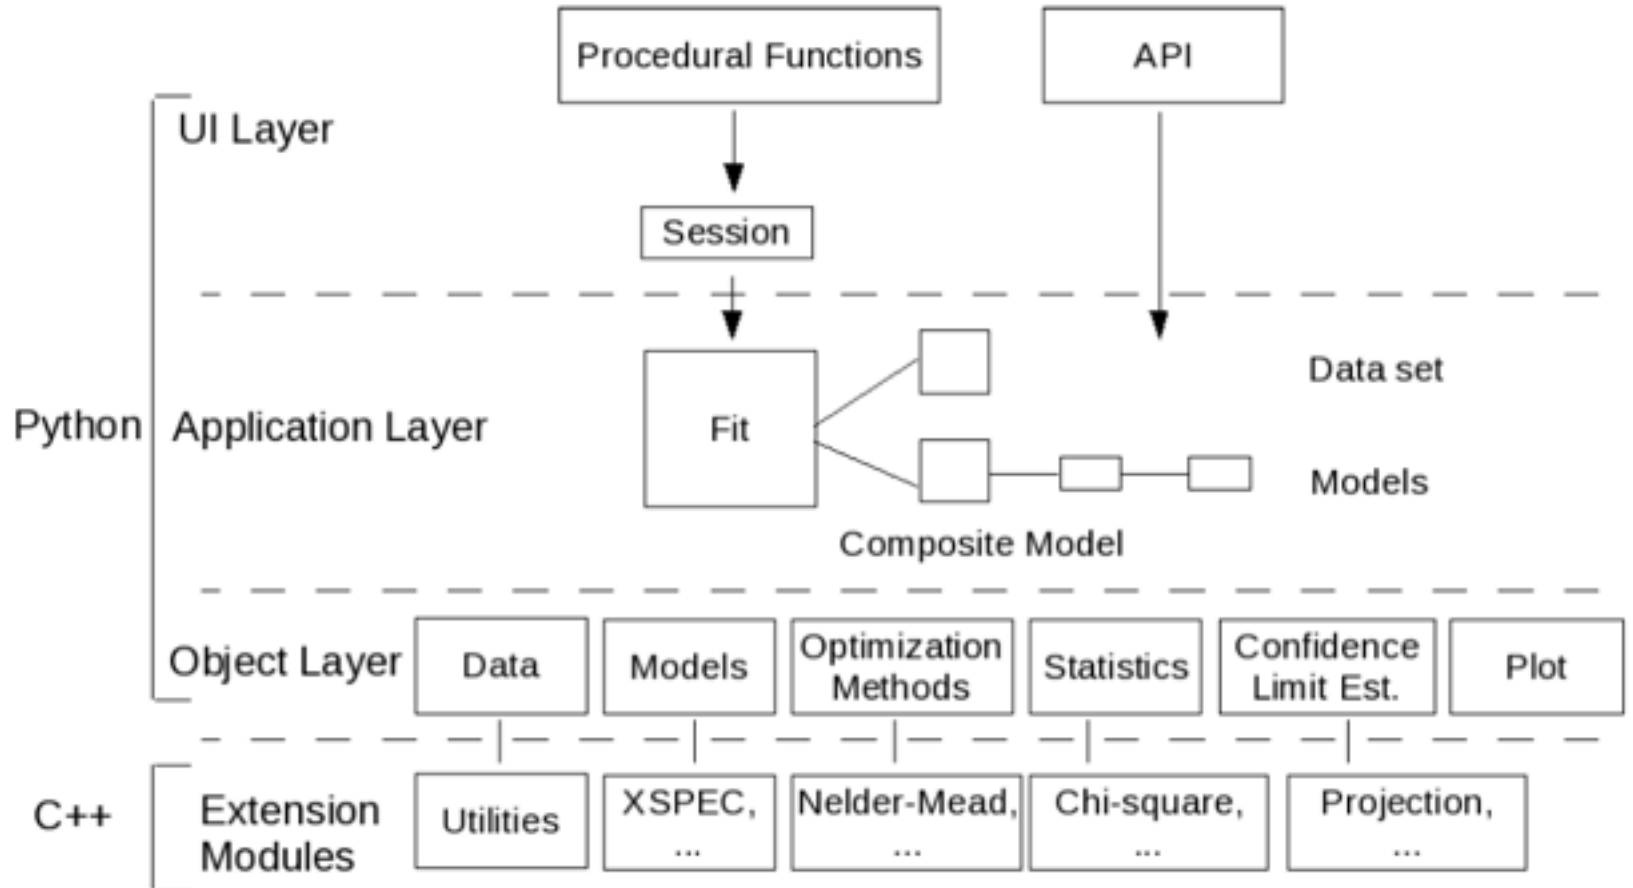 Procedural Functions
API
UI Layer
Session
Data set
Python
Application Layer
Fit
Models
Composite Model
Object Layer
Data
Models
Optimization
Methods
Statistics
Confidence
Limit Est.
Plot
C++
Extension
Modules
Utilities
XSPEC,
...
Nelder-Mead,
...
Chi-square,
...
Projection,
...